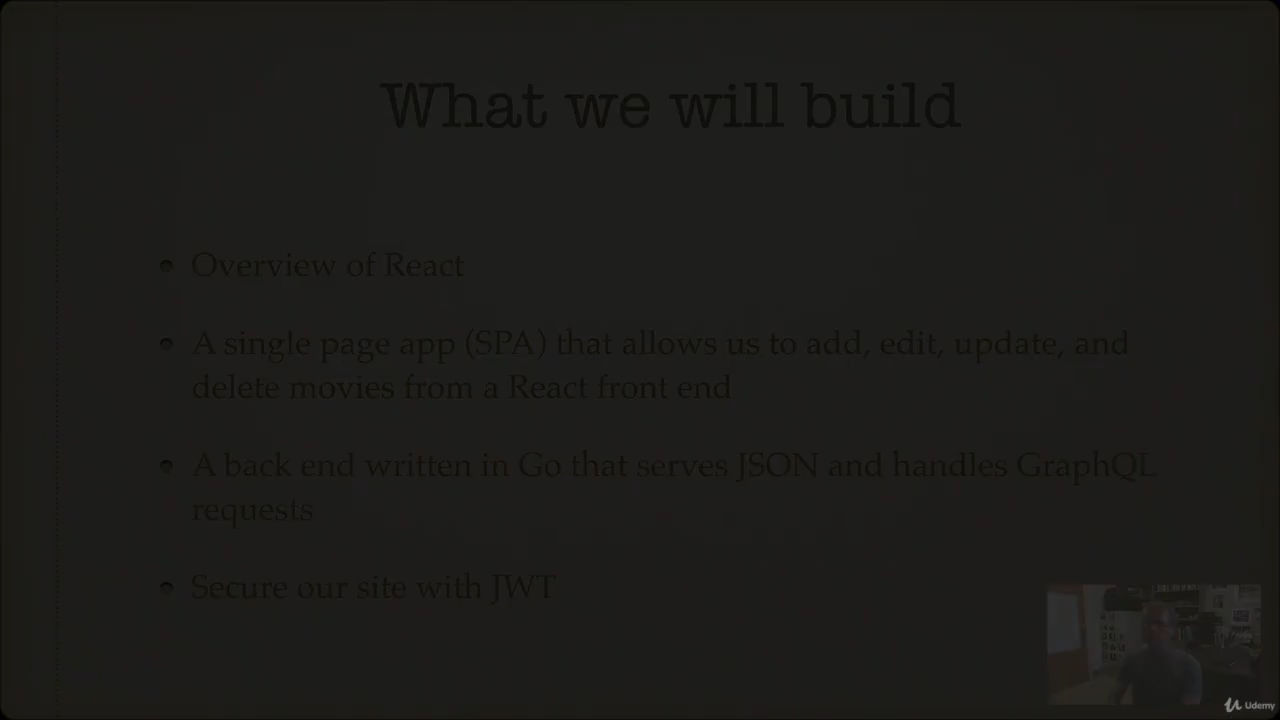 What we will build
• Overview of React
• A single page app (SPA) that allows us to add, edit, update, and
delete movies from a React front end
• A back end written in Go that serves JSON and handles GraphQL
requests
• Secure our site with JWT
Udemy